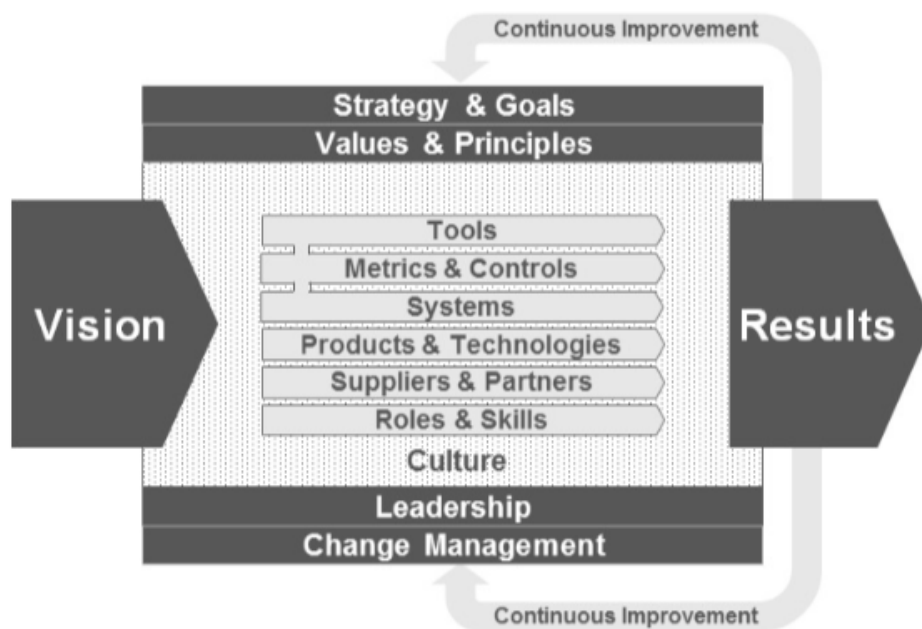 Continuous Improvement
Strategy & Goals
Values & Principles
Vision
Tools
Metrics & Controls
Systems
Products & Technologies
Suppliers & Partners
Roles & Skills
Culture
Results
Leadership
Change Management
Continuous Improvement